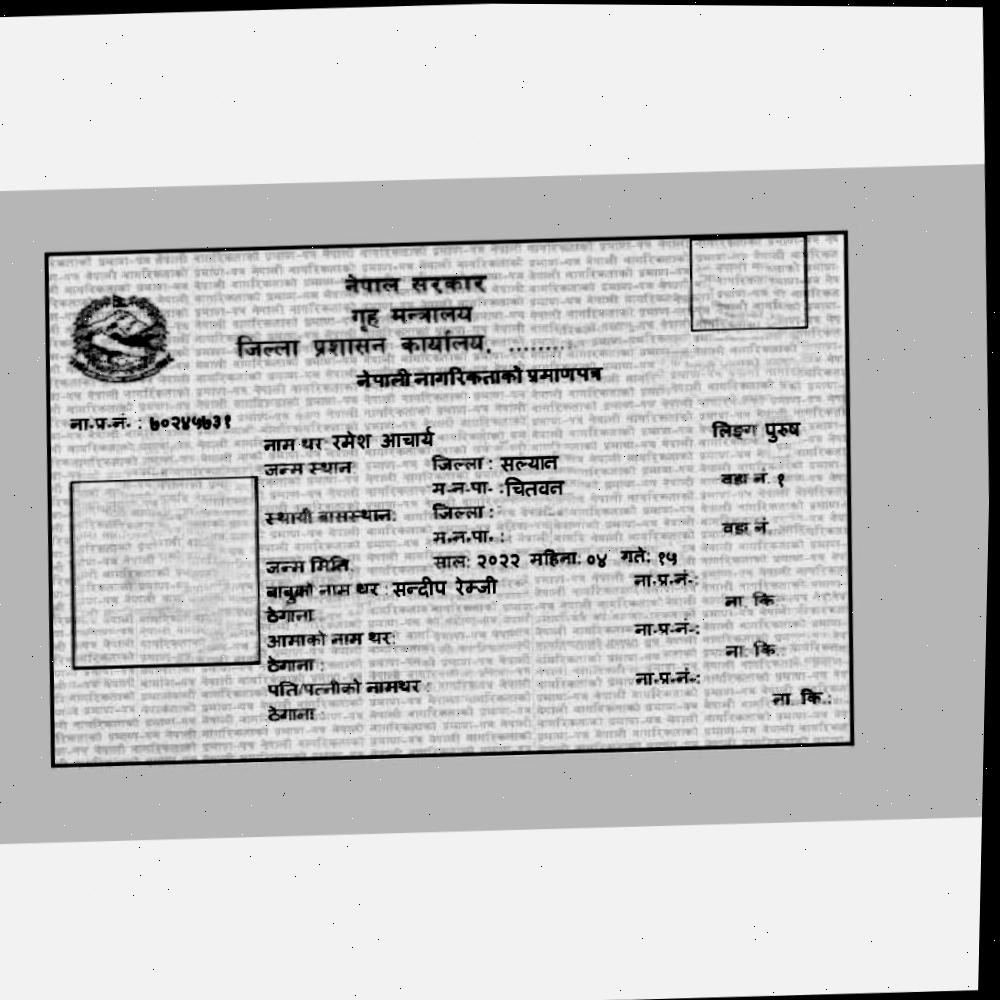 नेपाल सरकार
गृह मन्त्रालय
जिल्ला प्रशासन कार्यालय, ..........
नेपाली नागरिकताको प्रमाणपत्र
ना.प्र.नं. : ७०२४५७३१
नाम थर रमेश आचार्य लिङ्ग पुरुष
जन्म स्थान जिल्ला : सल्यान
म.न.पा. : चितवन वडा नं. १
स्थायी बासस्थान: जिल्ला :
म.न.पा. : वडा नं.
जन्म मिति: साल: २०२२ महिना: ०४ गते: १५
बाबुको नाम थर : सन्दीप रेग्जी ना.प्र.नं.:
ठेगाना ना. कि.
आमाको नाम थर: ना.प्र.नं.:
ठेगाना : ना. कि.
पति/पत्नीको नामथर : ना.प्र.नं.:
ठेगाना : ना. कि.: